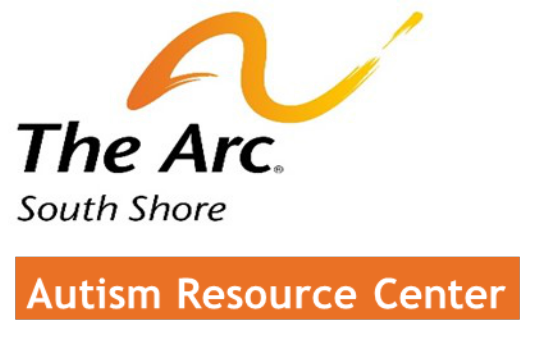 The Arc®
South Shore
Autism Resource Center